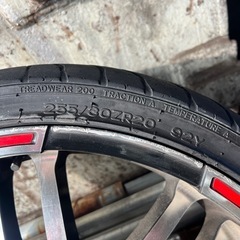 TREADWEAR 200 TRACTION A TEMPERATURE A
255/30ZR20 92Y